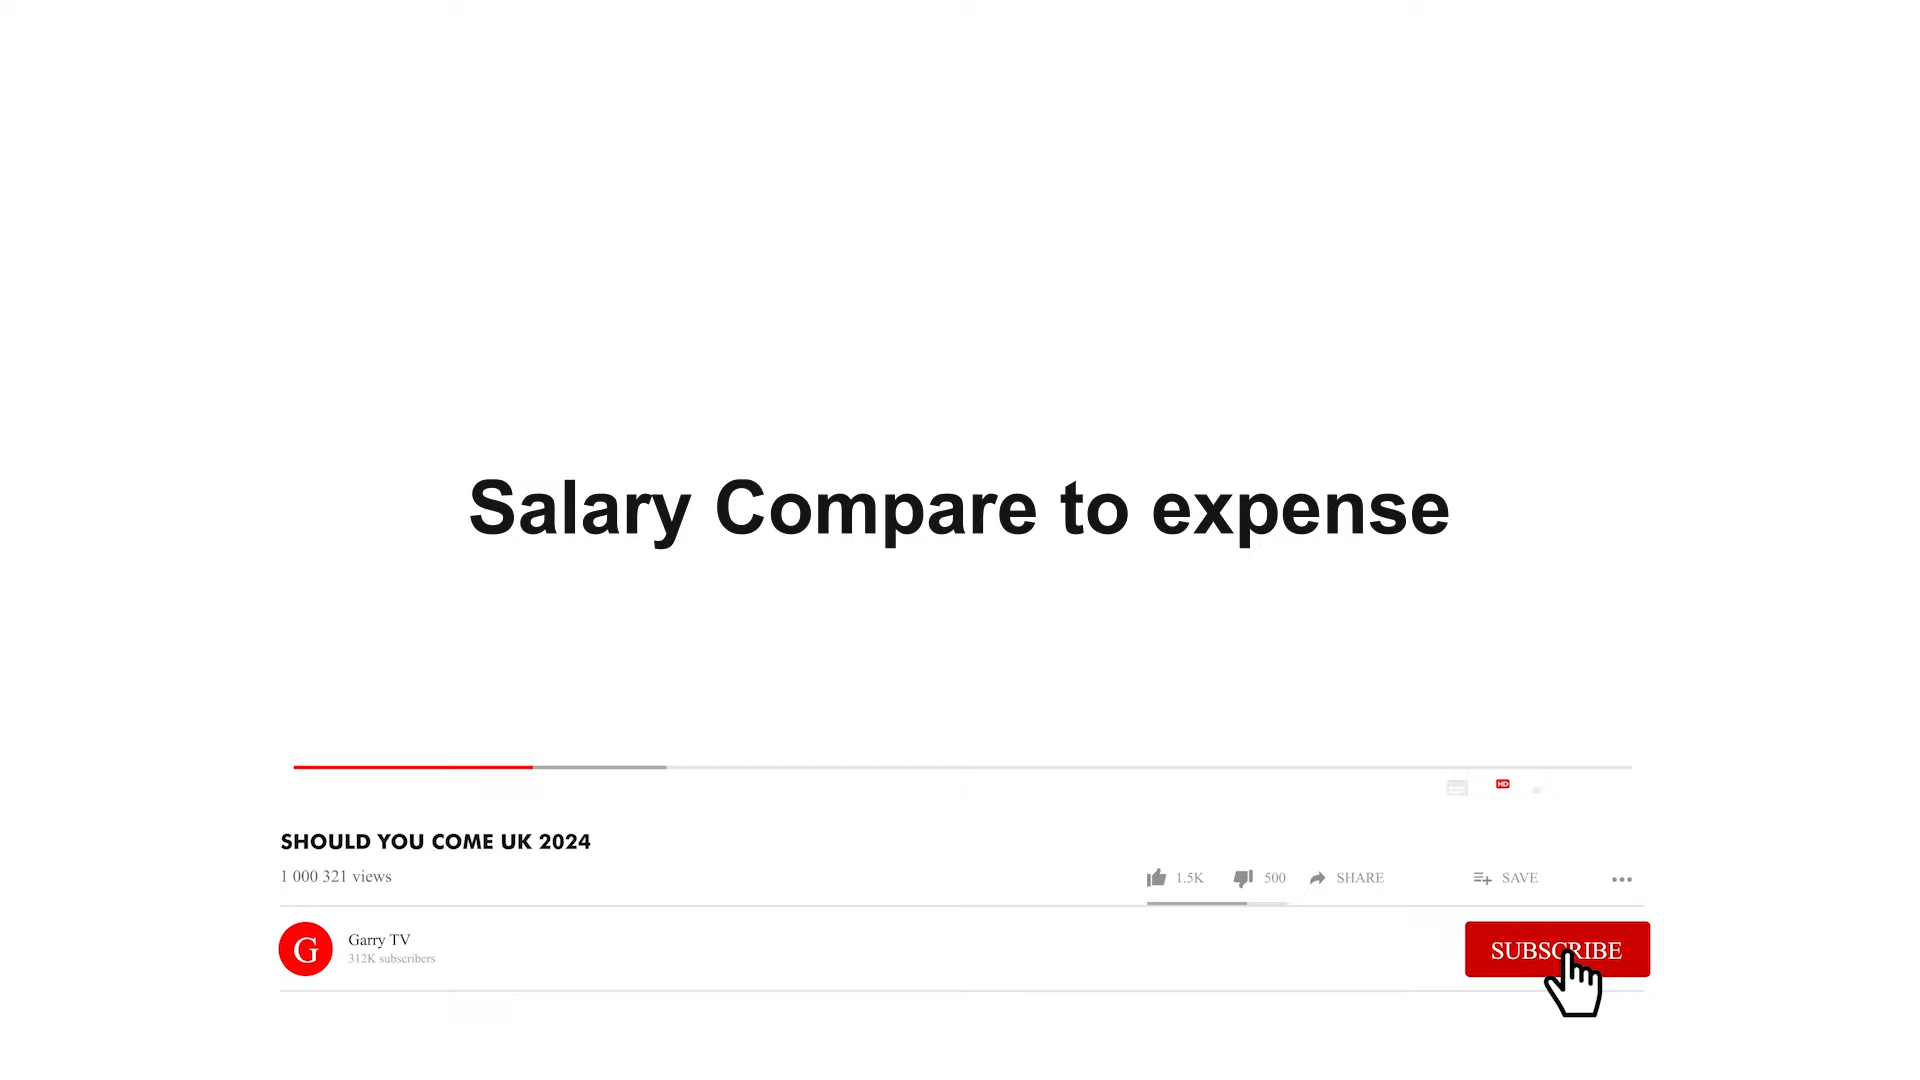 Salary Compare to expense
HD
SHOULD YOU COME UK 2024
1 000 321 views
1.5K 500 SHARE SAVE
G
Garry TV
312K subscribers
SUBSCRIBE